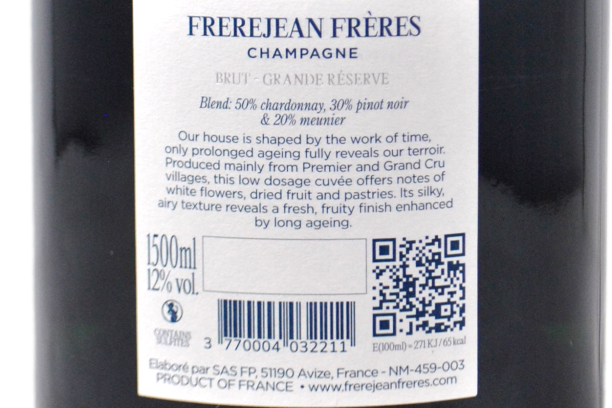 FREREJEAN FRÈRES
CHAMPAGNE
BRUT - GRANDE RÉSERVE
Blend: 50% chardonnay, 30% pinot noir
& 20% meunier
Our house is shaped by the work of time,
only prolonged ageing fully reveals our terroir.
Produced mainly from Premier and Grand Cru
villages, this low dosage cuvée offers notes of
white flowers, dried fruit and pastries. Its silky,
airy texture reveals a fresh, fruity finish enhanced
by long ageing.
1500ml
12% vol.
CONTAINS
SULFITES
3 770004 032211
E(100ml) = 271 KJ / 65 kcal
Elaboré par SAS FP, 51190 Avize, France - NM-459-003
PRODUCT OF FRANCE • www.frerejeanfreres.com